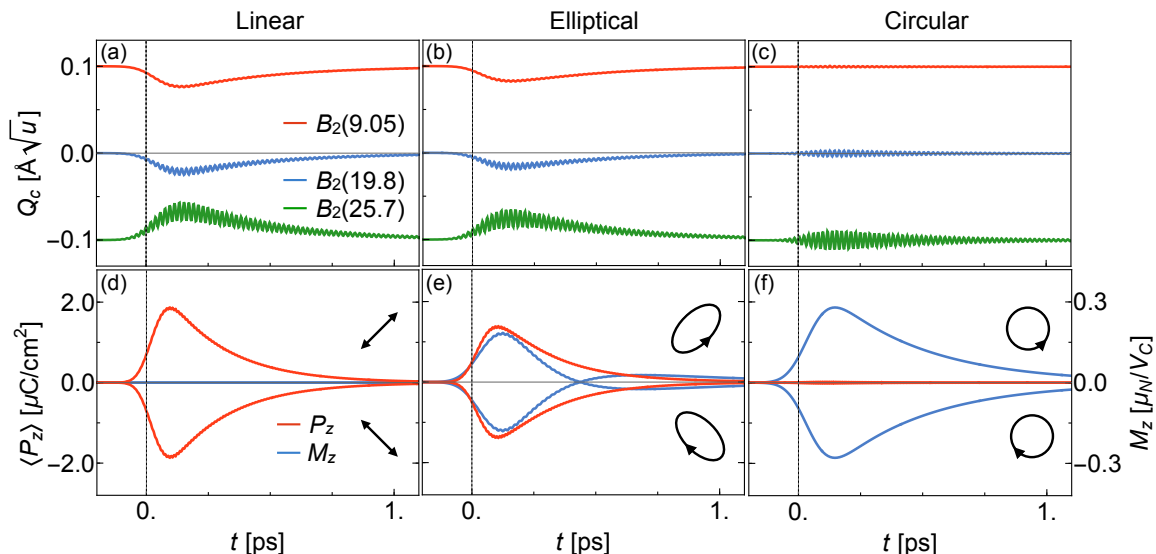 Linear
Elliptical
Circular
(a)
(b)
(c)
0.1
0.0
−0.1
Q_c [Å√u]
B₂(9.05)
B₂(19.8)
B₂(25.7)
(d)
(e)
(f)
2.0
0.0
−2.0
⟨P_z⟩ [μC/cm²]
P_z
M_z
0.3
0.0
−0.3
M_z [μ_N/V_C]
0.
1.
0.
1.
0.
1.
t [ps]
t [ps]
t [ps]